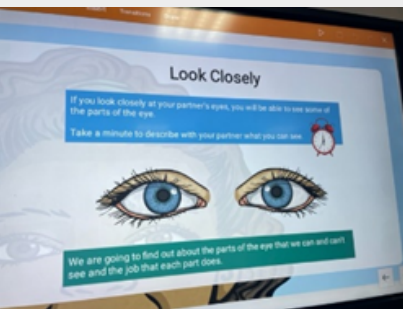 Look Closely
If you look closely at your partner's eyes, you will be able to see some of
the parts of the eye.
Take a minute to describe with your partner what you can see.
We are going to find out about the parts of the eye that we can and can't
see and the job that each part does.